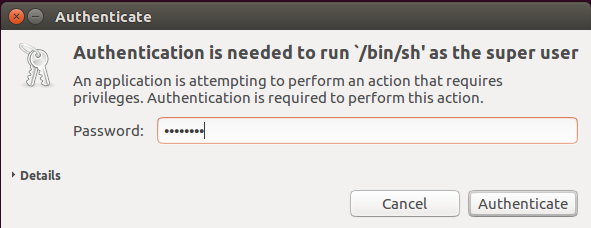 Authenticate
Authentication is needed to run `/bin/sh' as the super user
An application is attempting to perform an action that requires
privileges. Authentication is required to perform this action.
Password: ••••••••
Details
Cancel Authenticate